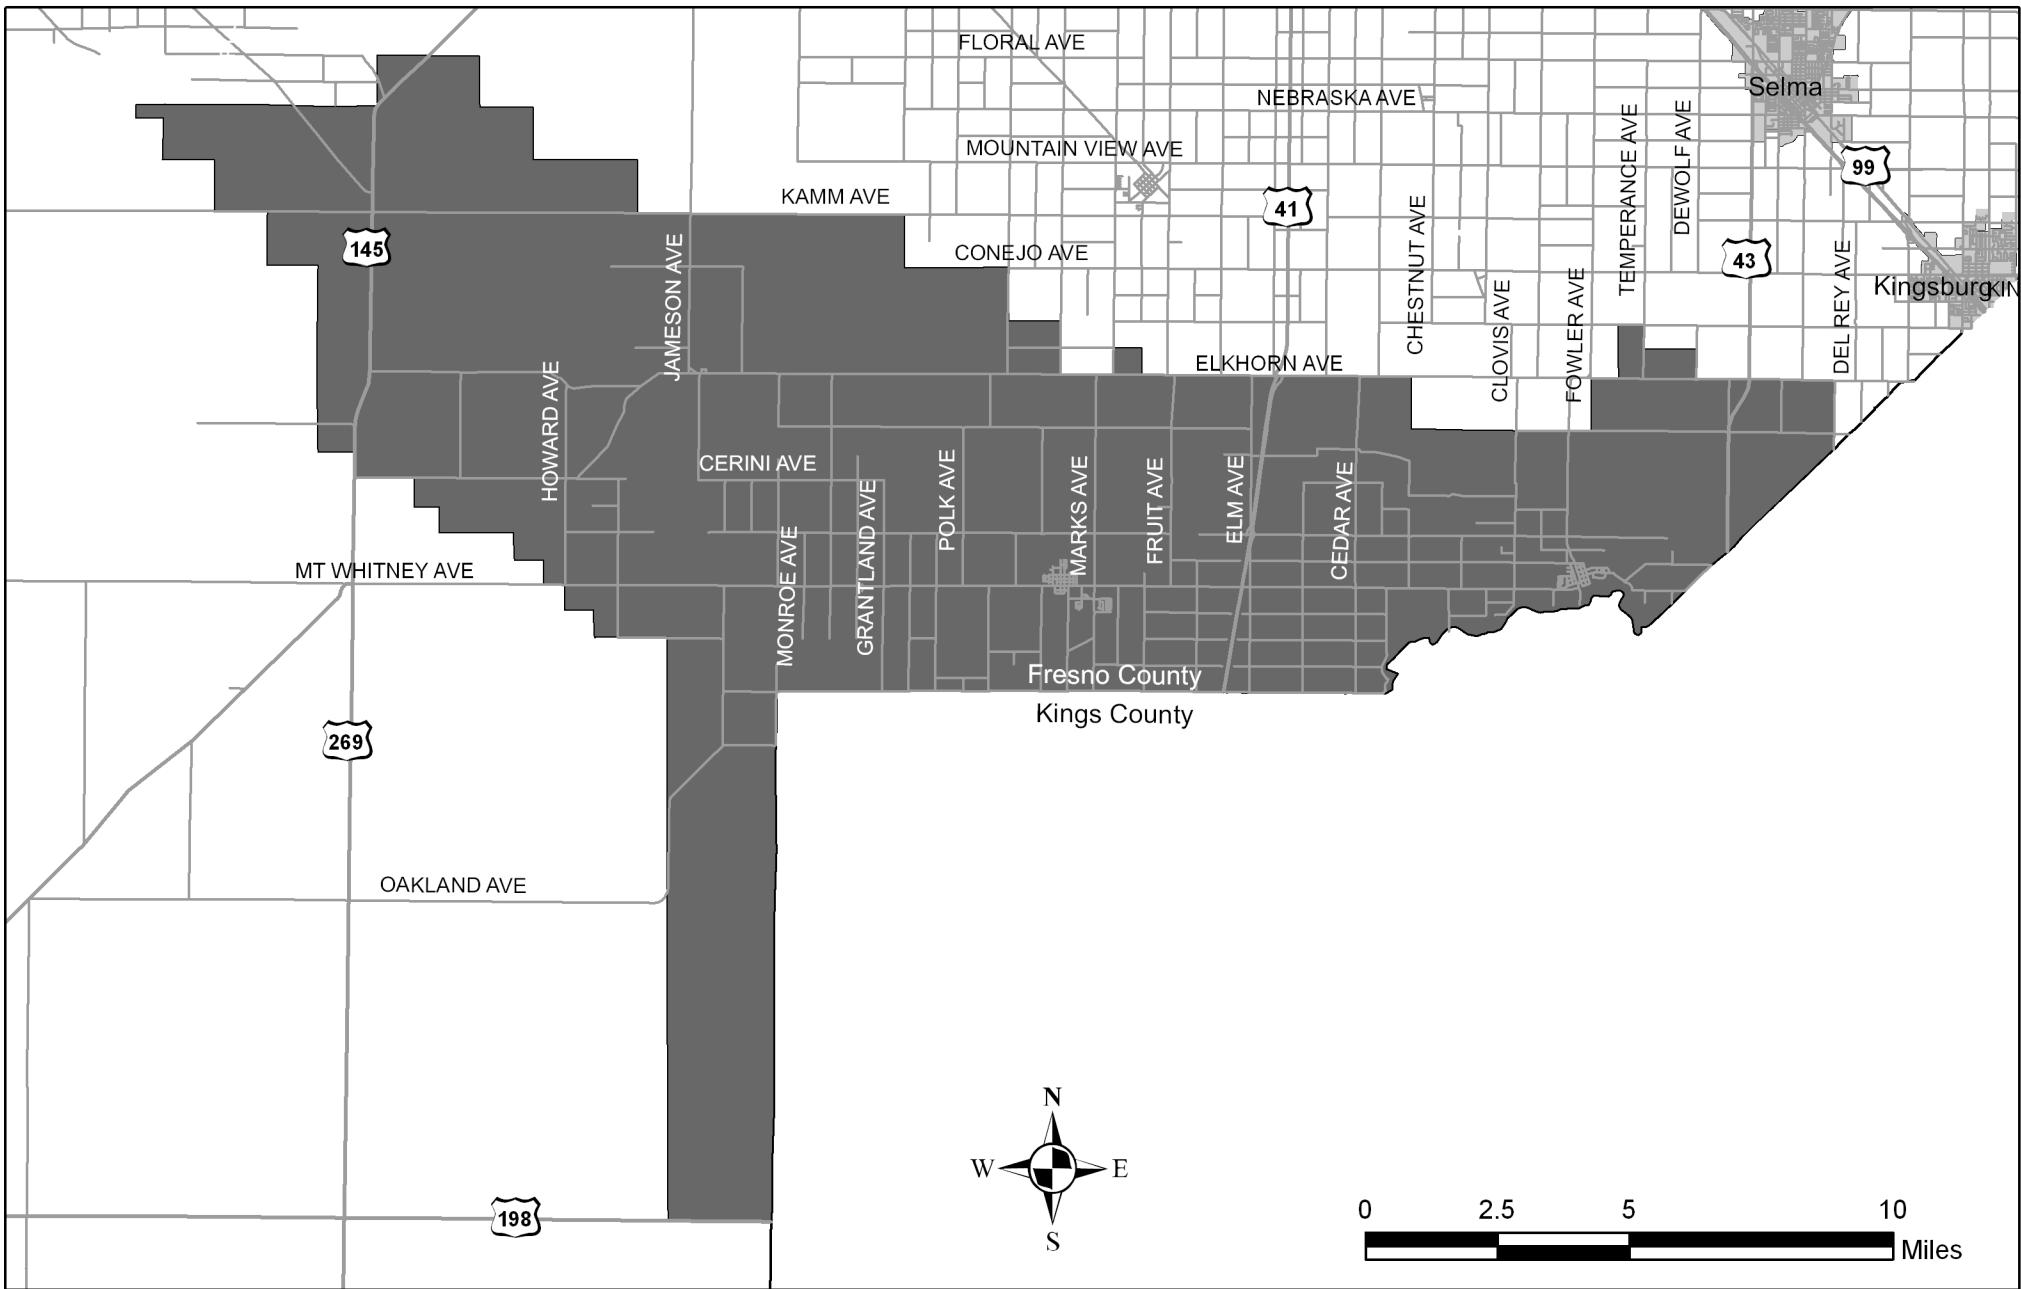 FLORAL AVE
Selma
NEBRASKA AVE
MOUNTAIN VIEW AVE
TEMPERANCE AVE
DEWOLF AVE
99
KAMM AVE
41
CHESTNUT AVE
145
CONEJO AVE
43
JAMESON AVE
CLOVIS AVE
FOWLER AVE
DEL REY AVE
Kingsburg
KIN
ELKHORN AVE
HOWARD AVE
CERINI AVE
POLK AVE
MARKS AVE
FRUIT AVE
ELM AVE
CEDAR AVE
GRANTLAND AVE
MONROE AVE
MT WHITNEY AVE
Fresno County
Kings County
269
OAKLAND AVE
N
W
E
S
198
0 2.5 5 10
Miles